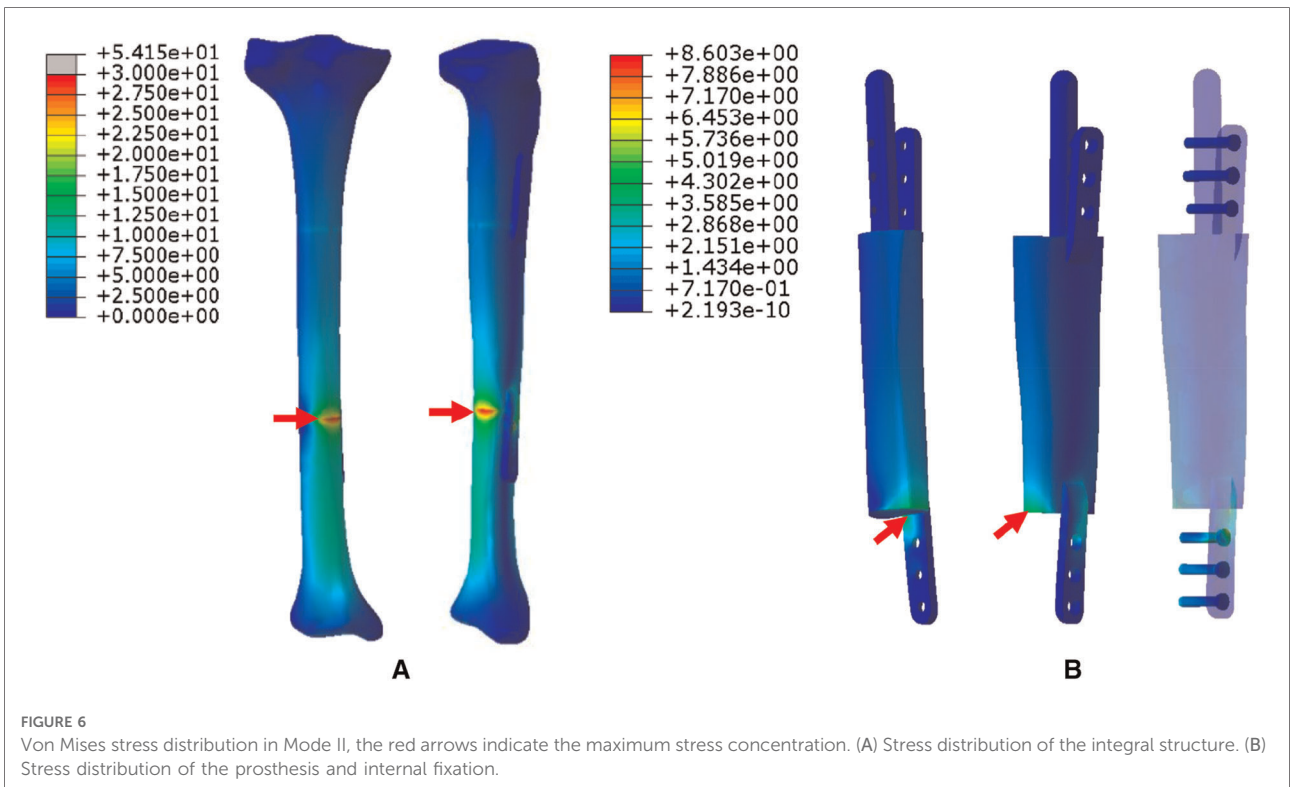 +5.415e+01
+3.000e+01
+2.750e+01
+2.500e+01
+2.250e+01
+2.000e+01
+1.750e+01
+1.500e+01
+1.250e+01
+1.000e+01
+7.500e+00
+5.000e+00
+2.500e+00
+0.000e+00
+8.603e+00
+7.886e+00
+7.170e+00
+6.453e+00
+5.736e+00
+5.019e+00
+4.302e+00
+3.585e+00
+2.868e+00
+2.151e+00
+1.434e+00
+7.170e-01
+2.193e-10
A
B
FIGURE 6
Von Mises stress distribution in Mode II, the red arrows indicate the maximum stress concentration. (A) Stress distribution of the integral structure. (B)
Stress distribution of the prosthesis and internal fixation.